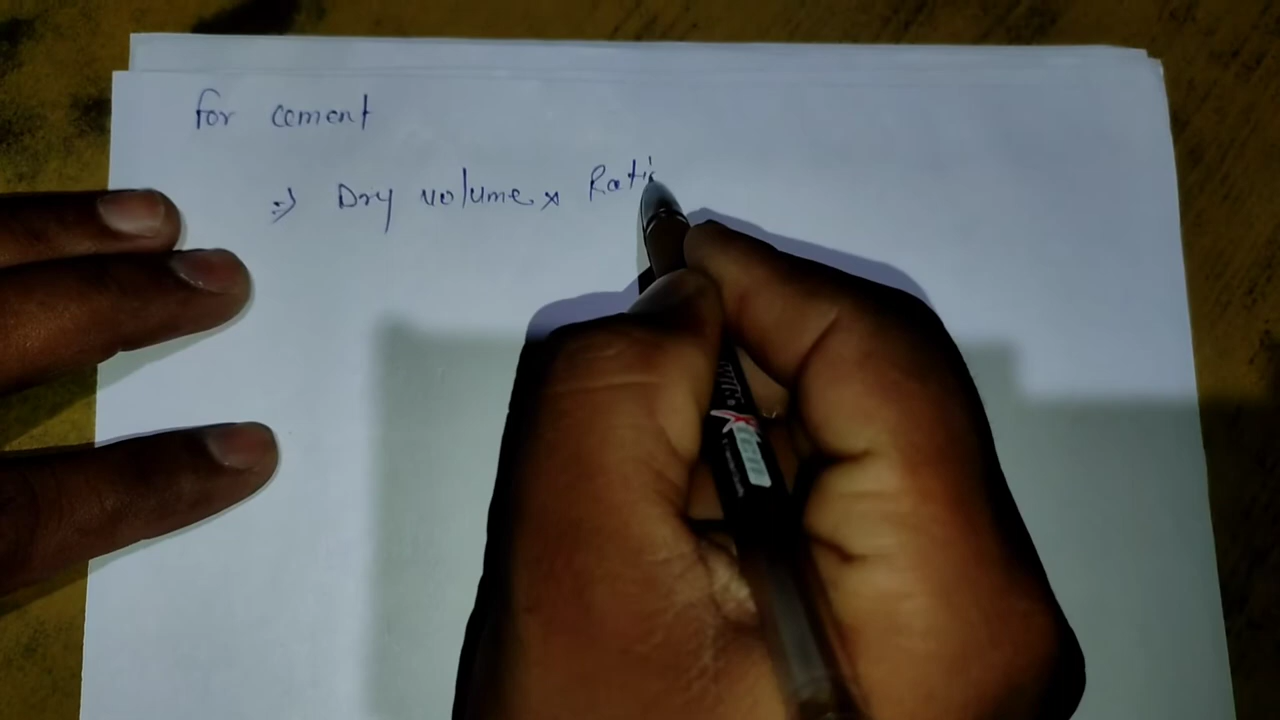 for cement
⇒ Dry volume × Rati